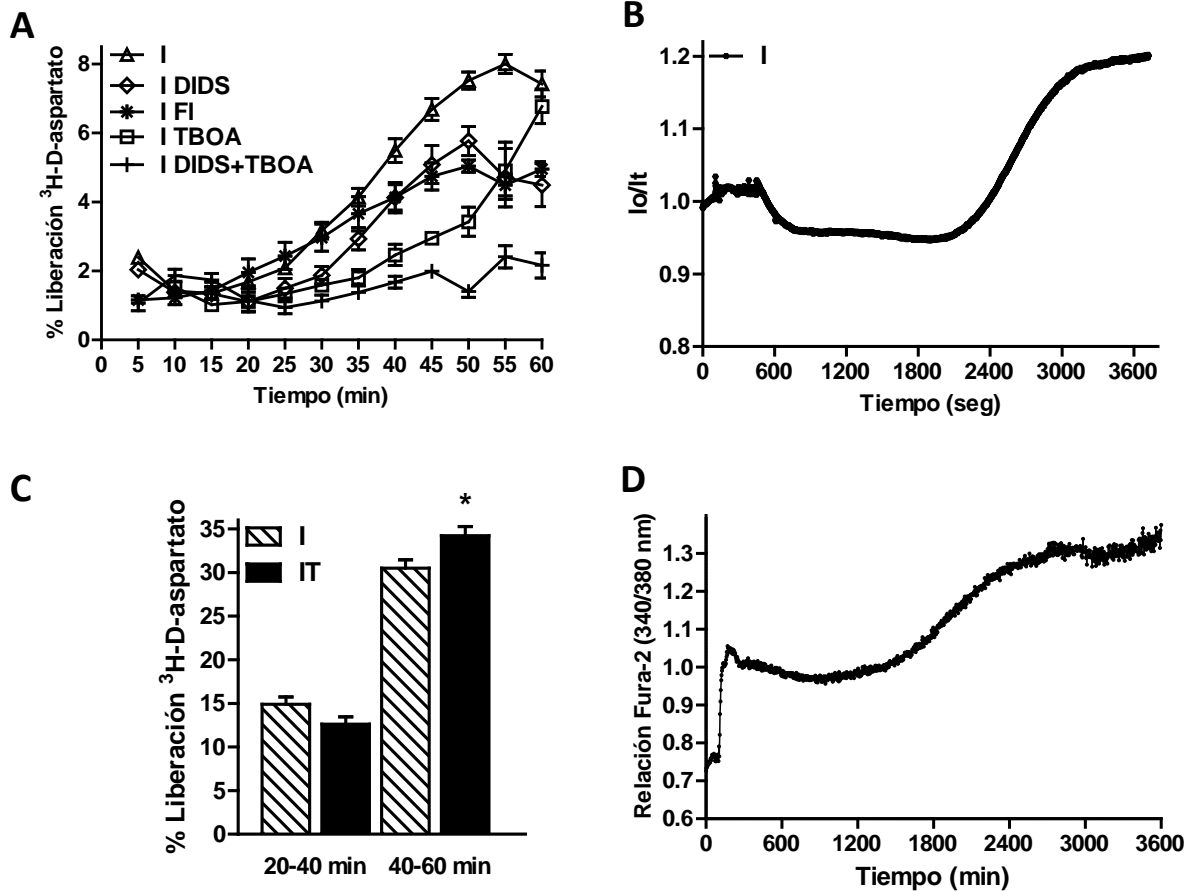 A
% Liberación ³H-D-aspartato
8
6
4
2
0
I
I DIDS
I FI
I TBOA
I DIDS+TBOA
0 5 10 15 20 25 30 35 40 45 50 55 60
Tiempo (min)
B
Io/It
1.2
1.1
1.0
0.9
0.8
I
0 600 1200 1800 2400 3000 3600
Tiempo (seg)
C
% Liberación ³H-D-aspartato
35
30
25
20
15
10
5
0
I
IT
*
20-40 min 40-60 min
D
Relación Fura-2 (340/380 nm)
1.3
1.2
1.1
1.0
0.9
0.8
0.7
0.6
0 600 1200 1800 2400 3000 3600
Tiempo (min)